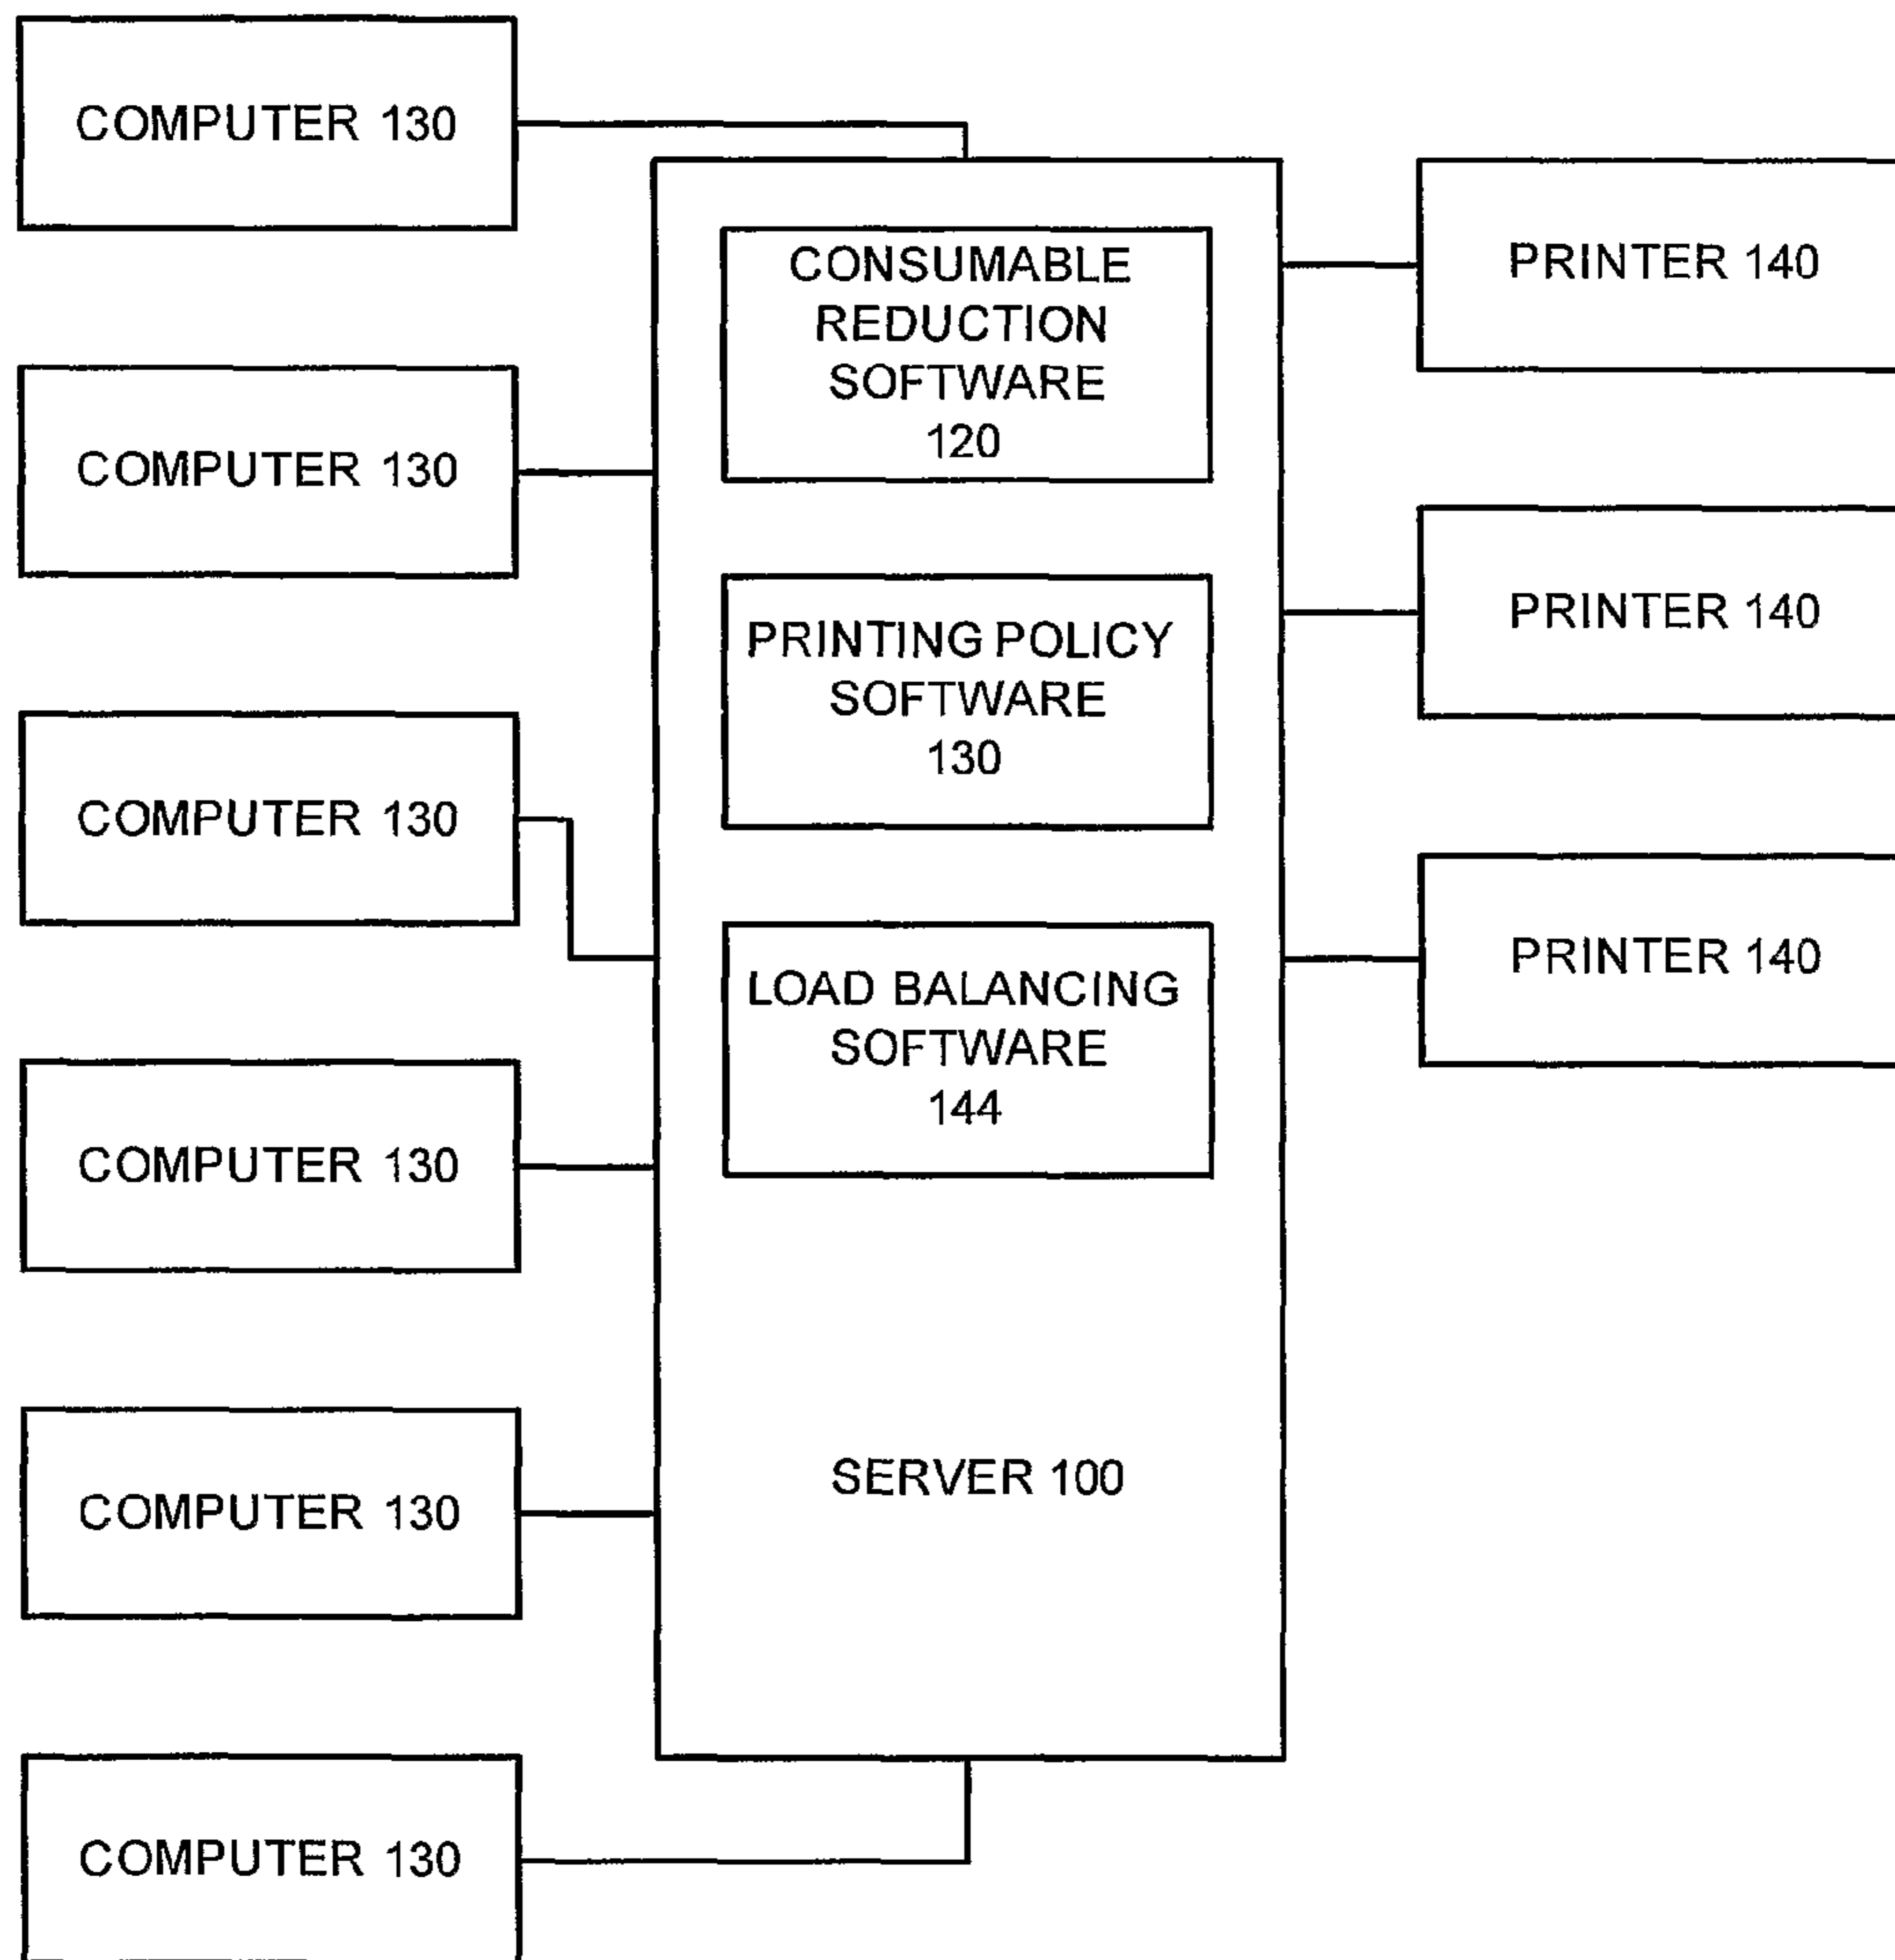 COMPUTER 130
COMPUTER 130
COMPUTER 130
COMPUTER 130
COMPUTER 130
COMPUTER 130
CONSUMABLE
REDUCTION
SOFTWARE
120
PRINTING POLICY
SOFTWARE
130
LOAD BALANCING
SOFTWARE
144
SERVER 100
PRINTER 140
PRINTER 140
PRINTER 140